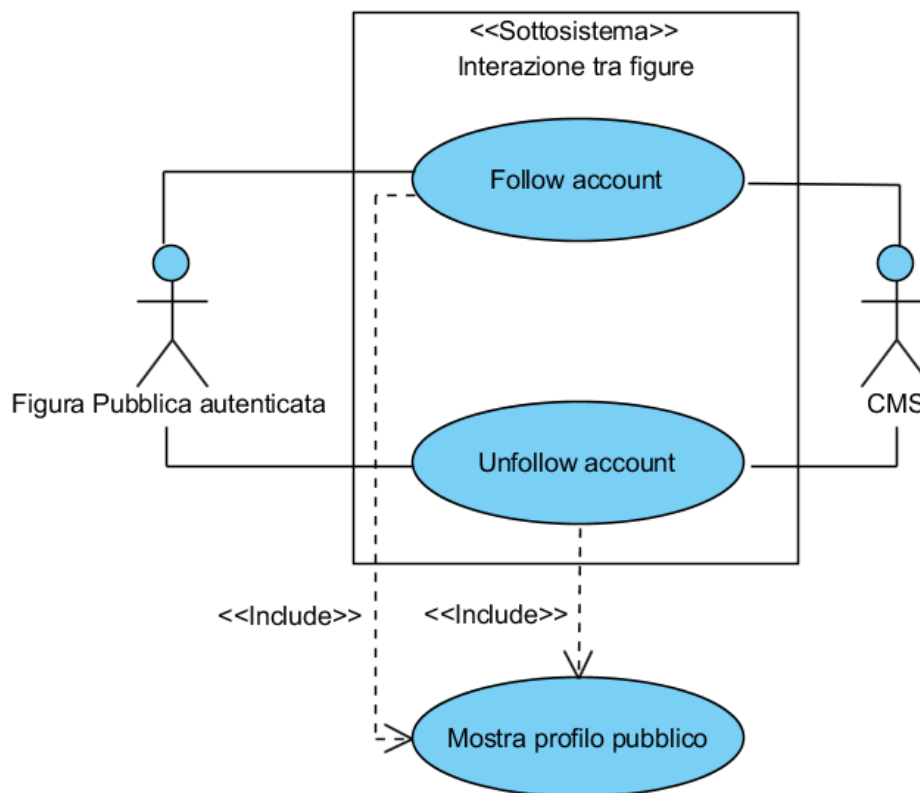 <<Sottosistema>>
Interazione tra figure
Follow account
Figura Pubblica autenticata
CMS
Unfollow account
<<Include>>
<<Include>>
Mostra profilo pubblico